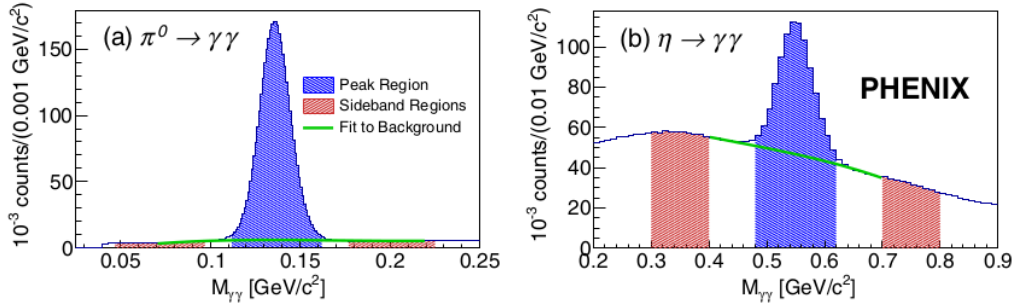 (a) π⁰ → γγ
10⁻³ counts/(0.001 GeV/c²)
150
100
50
0
Peak Region
Sideband Regions
Fit to Background
0.05 0.1 0.15 0.2 0.25
Mγγ [GeV/c²]
(b) η → γγ
PHENIX
10⁻³ counts/(0.01 GeV/c²)
100
80
60
40
20
0
0.2 0.3 0.4 0.5 0.6 0.7 0.8 0.9
Mγγ [GeV/c²]